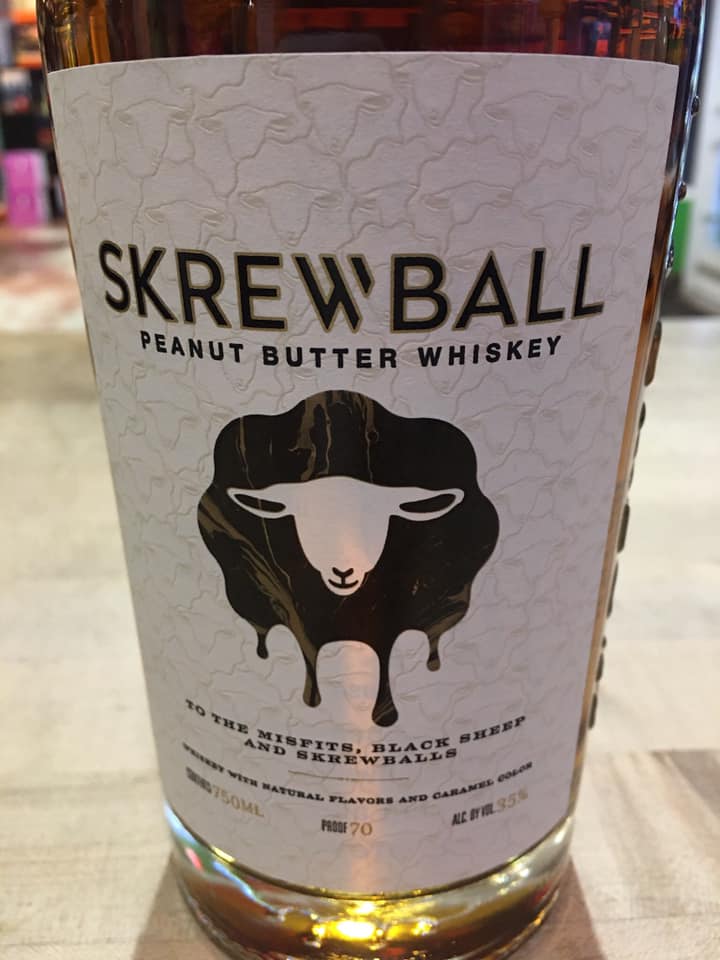 SKREWBALL
PEANUT BUTTER WHISKEY
TO THE MISFITS, BLACK SHEEP
AND SKREWBALLS
WHISKEY WITH NATURAL FLAVORS AND CARAMEL COLOR
CONTENTS 750ML
PROOF 70
ALC. BY VOL. 35%